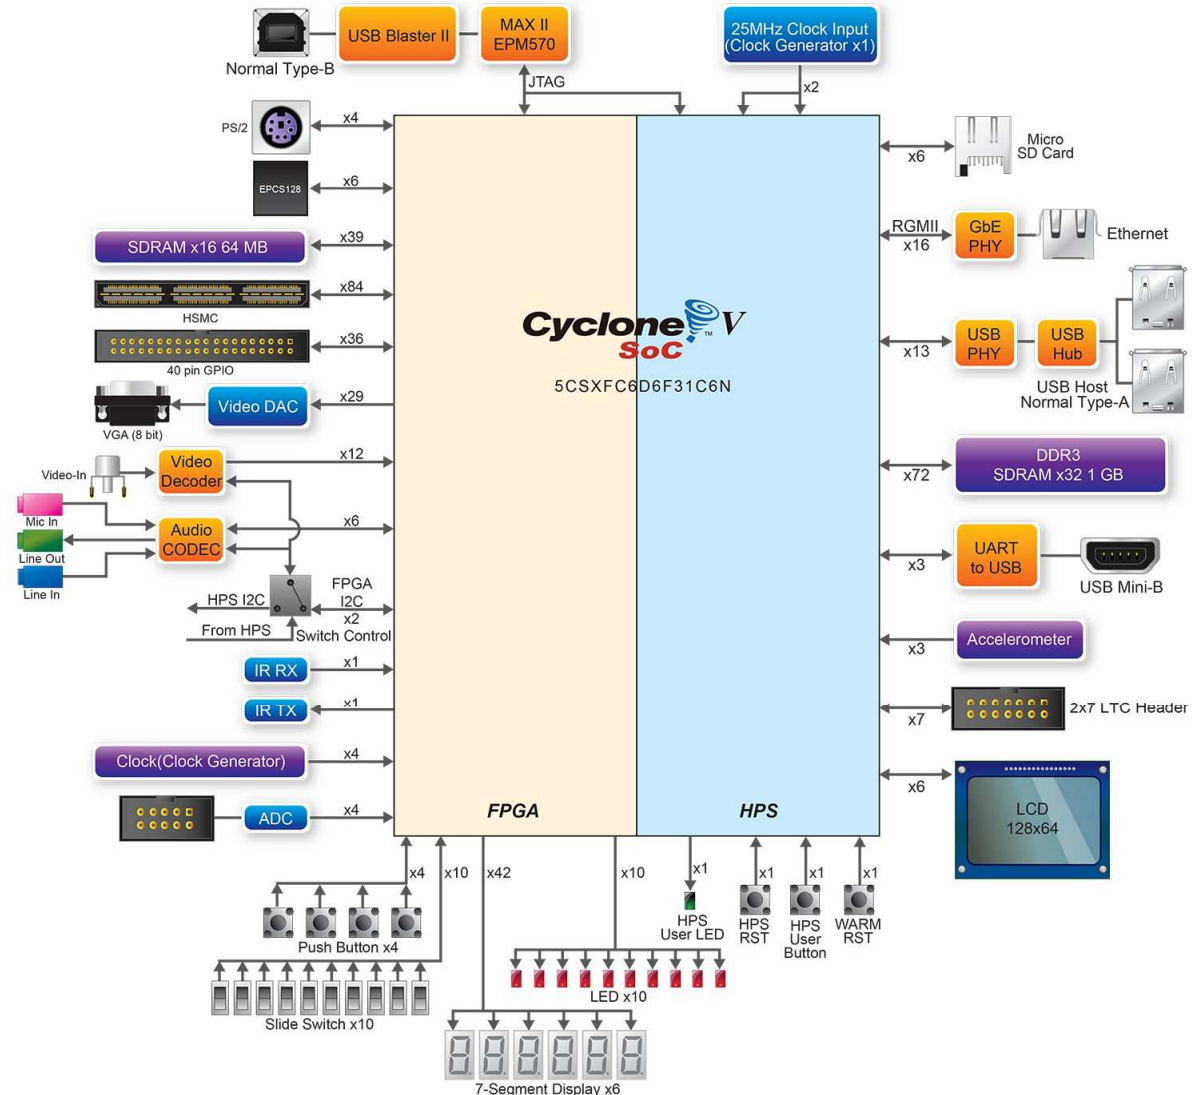 Normal Type-B
USB Blaster II
MAX II
EPM570
25MHz Clock Input
(Clock Generator x1)
JTAG
x2
PS/2
x4
EPCS128
x6
SDRAM x16 64 MB
x39
HSMC
x84
40 pin GPIO
x36
VGA (8 bit)
Video DAC
x29
Video-In
Video
Decoder
x12
Mic In
Line Out
Line In
Audio
CODEC
x6
HPS I2C
From HPS
FPGA
I2C
x2
Switch Control
IR RX
x1
IR TX
x1
Clock(Clock Generator)
x4
ADC
x4
Cyclone V
TM
SoC
5CSXFC6D6F31C6N
FPGA
HPS
x6
Micro
SD Card
RGMII
x16
GbE
PHY
Ethernet
x13
USB
PHY
USB
Hub
USB Host
Normal Type-A
x72
DDR3
SDRAM x32 1 GB
x3
UART
to USB
USB Mini-B
x3
Accelerometer
x7
2x7 LTC Header
x6
LCD
128x64
x4
x10
x42
x10
x1
x1
x1
x1
Push Button x4
Slide Switch x10
7-Segment Display x6
LED x10
HPS
User LED
HPS
RST
HPS
User
Button
WARM
RST